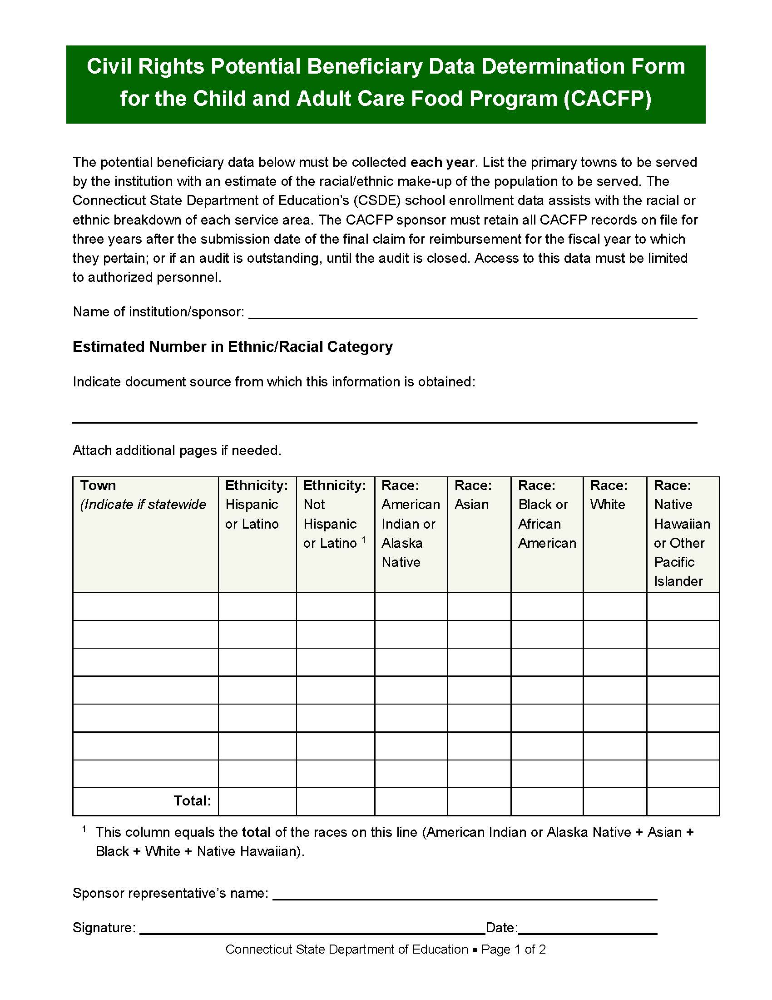 Civil Rights Potential Beneficiary Data Determination Form
for the Child and Adult Care Food Program (CACFP)
The potential beneficiary data below must be collected each year. List the primary towns to be served
by the institution with an estimate of the racial/ethnic make-up of the population to be served. The
Connecticut State Department of Education’s (CSDE) school enrollment data assists with the racial or
ethnic breakdown of each service area. The CACFP sponsor must retain all CACFP records on file for
three years after the submission date of the final claim for reimbursement for the fiscal year to which
they pertain; or if an audit is outstanding, until the audit is closed. Access to this data must be limited
to authorized personnel.
Name of institution/sponsor:
Estimated Number in Ethnic/Racial Category
Indicate document source from which this information is obtained:
Attach additional pages if needed.
Town
(Indicate if statewide
Ethnicity:
Hispanic
or Latino
Ethnicity:
Not
Hispanic
or Latino 1
Race:
American
Indian or
Alaska
Native
Race:
Asian
Race:
Black or
African
American
Race:
White
Race:
Native
Hawaiian
or Other
Pacific
Islander
Total:
1 This column equals the total of the races on this line (American Indian or Alaska Native + Asian +
Black + White + Native Hawaiian).
Sponsor representative’s name:
Signature: Date:
Connecticut State Department of Education • Page 1 of 2